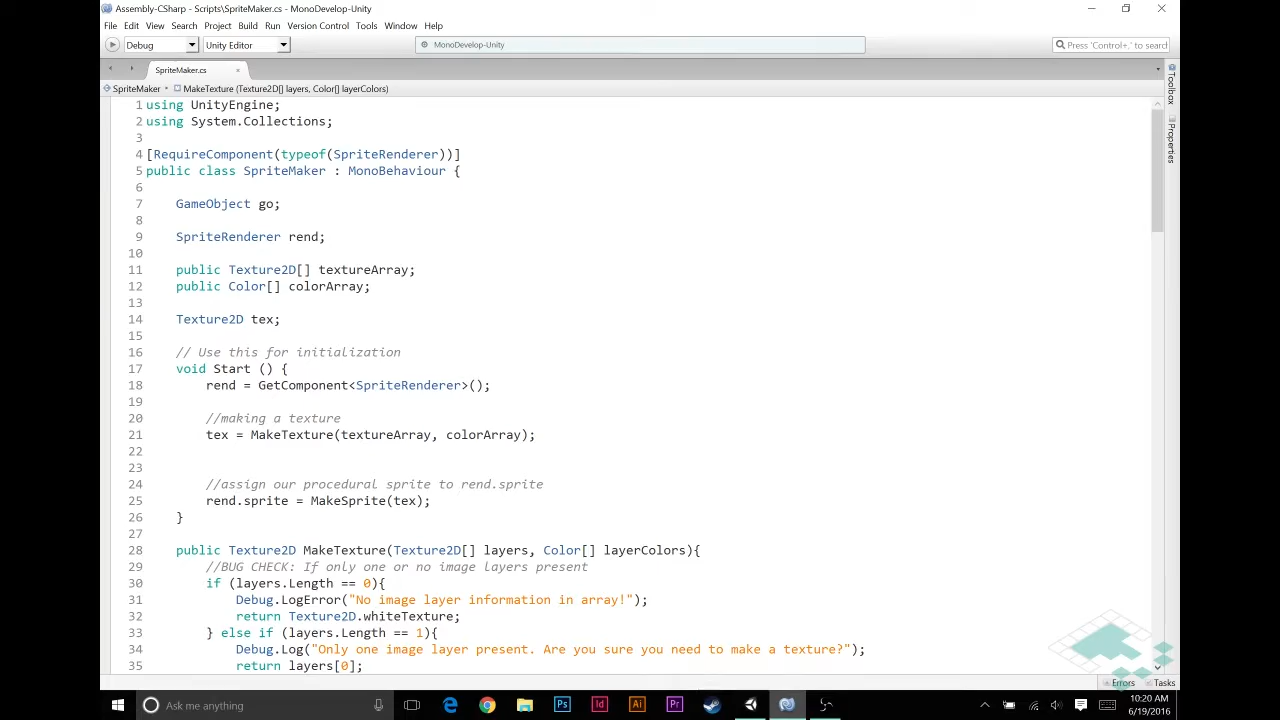 Assembly-CSharp - Scripts\SpriteMaker.cs - MonoDevelop-Unity
File Edit View Search Project Build Run Version Control Tools Window Help
Debug Unity Editor MonoDevelop-Unity Press 'Control+,' to search
SpriteMaker.cs
SpriteMaker MakeTexture (Texture2D[] layers, Color[] layerColors)
Toolbox
Properties
1 using UnityEngine;
2 using System.Collections;
3
4 [RequireComponent(typeof(SpriteRenderer))]
5 public class SpriteMaker : MonoBehaviour {
6
7 GameObject go;
8
9 SpriteRenderer rend;
10
11 public Texture2D[] textureArray;
12 public Color[] colorArray;
13
14 Texture2D tex;
15
16 // Use this for initialization
17 void Start () {
18 rend = GetComponent<SpriteRenderer>();
19
20 //making a texture
21 tex = MakeTexture(textureArray, colorArray);
22
23
24 //assign our procedural sprite to rend.sprite
25 rend.sprite = MakeSprite(tex);
26 }
27
28 public Texture2D MakeTexture(Texture2D[] layers, Color[] layerColors){
29 //BUG CHECK: If only one or no image layers present
30 if (layers.Length == 0){
31 Debug.LogError("No image layer information in array!");
32 return Texture2D.whiteTexture;
33 } else if (layers.Length == 1){
34 Debug.Log("Only one image layer present. Are you sure you need to make a texture?");
35 return layers[0];
Errors Tasks
Ask me anything
Ps Id Ai Pr
10:20 AM
6/19/2016